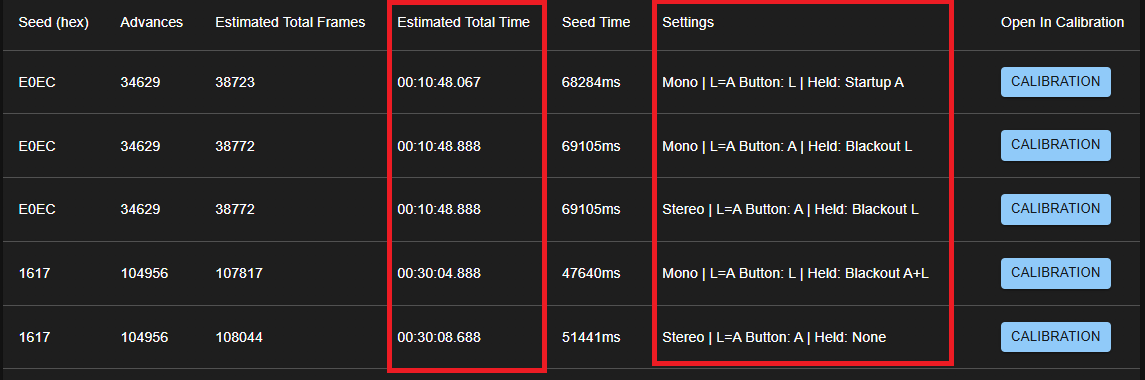 Seed (hex) Advances Estimated Total Frames Estimated Total Time Seed Time Settings Open In Calibration
E0EC 34629 38723 00:10:48.067 68284ms Mono | L=A Button: L | Held: Startup A CALIBRATION
E0EC 34629 38772 00:10:48.888 69105ms Mono | L=A Button: A | Held: Blackout L CALIBRATION
E0EC 34629 38772 00:10:48.888 69105ms Stereo | L=A Button: A | Held: Blackout L CALIBRATION
1617 104956 107817 00:30:04.888 47640ms Mono | L=A Button: L | Held: Blackout A+L CALIBRATION
1617 104956 108044 00:30:08.688 51441ms Stereo | L=A Button: A | Held: None CALIBRATION